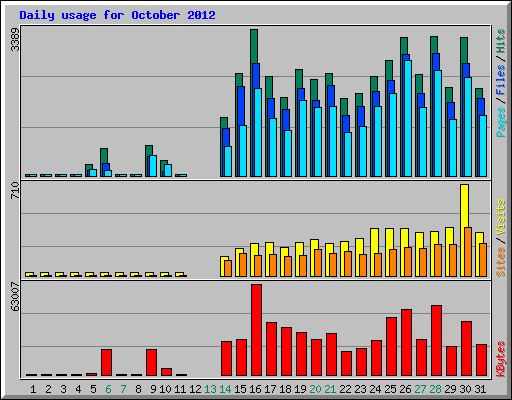 Daily usage for October 2012
3389
Pages / Files / Hits
710
Sites / Visits
63007
KBytes
1 2 3 4 5 6 7 8 9 10 11 12 13 14 15 16 17 18 19 20 21 22 23 24 25 26 27 28 29 30 31